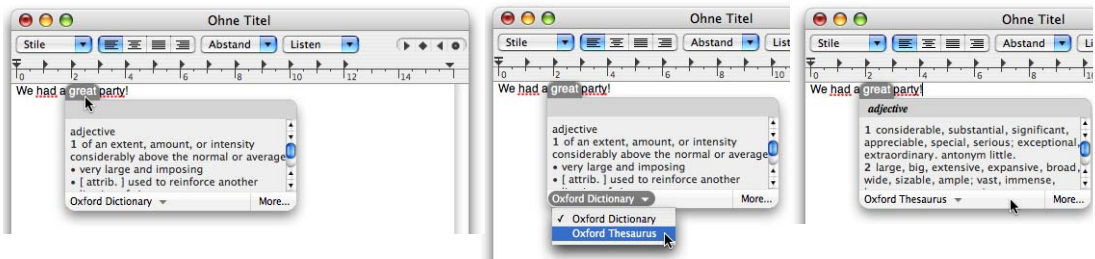 Ohne Titel
Stile Abstand Listen
0 2 4 6 8 10 12 14
We had a great party!
adjective
1 of an extent, amount, or intensity
considerably above the normal or average
• very large and imposing
• [ attrib. ] used to reinforce another
Oxford Dictionary More...
Ohne Titel
Stile Abstand List
0 2 4 6 8 10
We had a great party!
adjective
1 of an extent, amount, or intensity
considerably above the normal or average
• very large and imposing
• [ attrib. ] used to reinforce another
Oxford Dictionary More...
✓ Oxford Dictionary
Oxford Thesaurus
Ohne Titel
Stile Abstand Li
0 2 4 6 8 10
We had a great party!
adjective
1 considerable, substantial, significant,
appreciable, special, serious; exceptional,
extraordinary. antonym little.
2 large, big, extensive, expansive, broad,
wide, sizable, ample; vast, immense,
Oxford Thesaurus More...